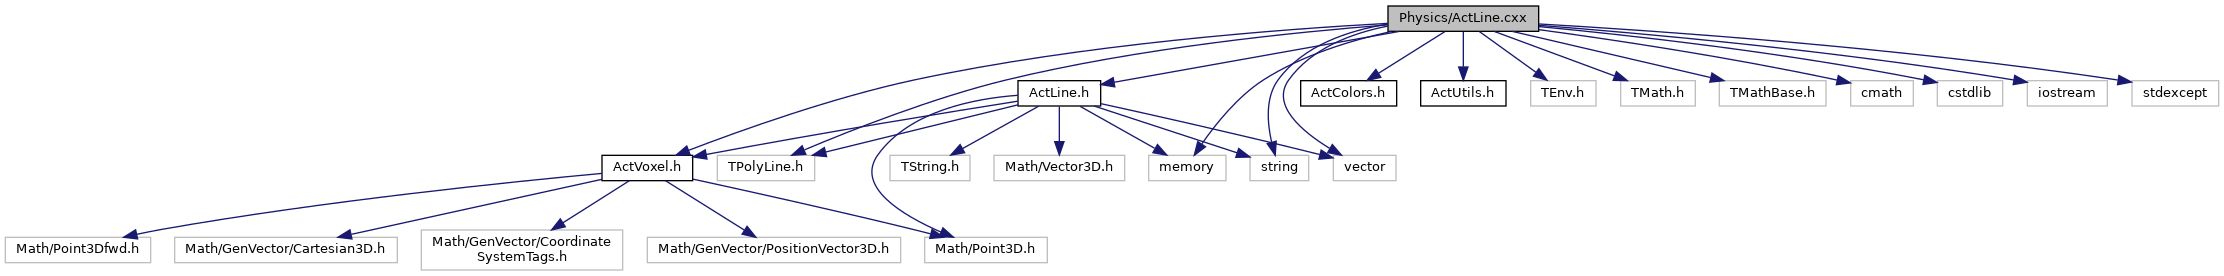 Physics/ActLine.cxx
ActLine.h
ActColors.h
ActUtils.h
TEnv.h
TMath.h
TMathBase.h
cmath
cstdlib
iostream
stdexcept
ActVoxel.h
TPolyLine.h
TString.h
Math/Vector3D.h
memory
string
vector
Math/Point3Dfwd.h
Math/GenVector/Cartesian3D.h
Math/GenVector/Coordinate
SystemTags.h
Math/GenVector/PositionVector3D.h
Math/Point3D.h